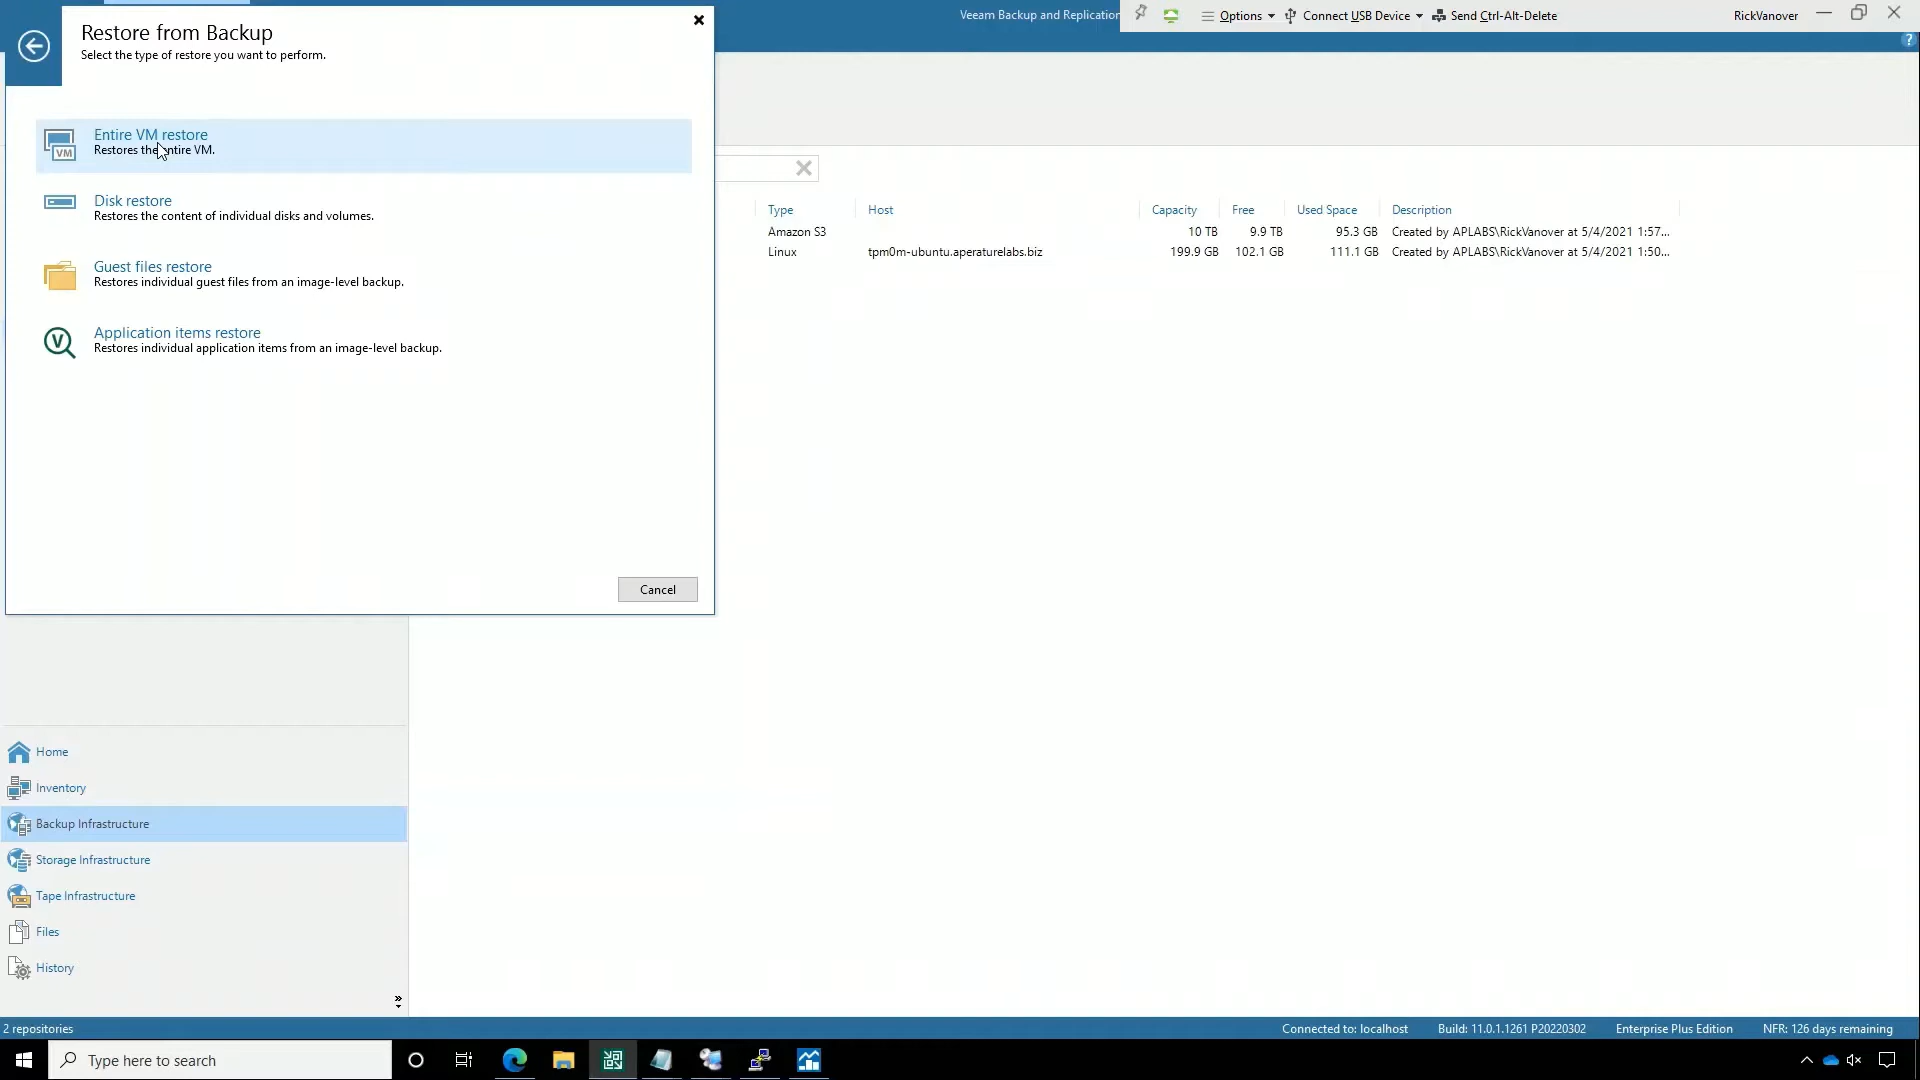 Restore from Backup
Select the type of restore you want to perform.
Veeam Backup and Replication
Options
Connect USB Device
Send Ctrl-Alt-Delete
RickVanover
Entire VM restore
Restores the entire VM.
VM
Disk restore
Restores the content of individual disks and volumes.
Guest files restore
Restores individual guest files from an image-level backup.
Application items restore
Restores individual application items from an image-level backup.
V
Cancel
Type Host Capacity Free Used Space Description
Amazon S3 10 TB 9.9 TB 95.3 GB Created by APLABS\RickVanover at 5/4/2021 1:57...
Linux tpm0m-ubuntu.aperaturelabs.biz 199.9 GB 102.1 GB 111.1 GB Created by APLABS\RickVanover at 5/4/2021 1:50...
Home
Inventory
Backup Infrastructure
Storage Infrastructure
Tape Infrastructure
Files
History
2 repositories
Connected to: localhost
Build: 11.0.1.1261 P20220302
Enterprise Plus Edition
NFR: 126 days remaining
Type here to search